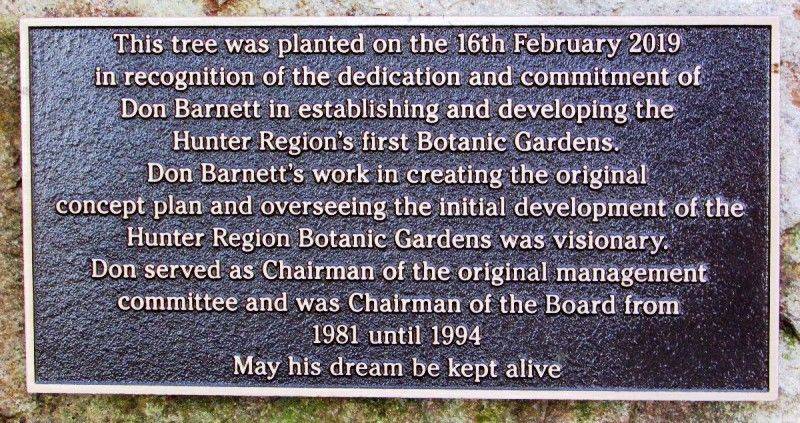 This tree was planted on the 16th February 2019
in recognition of the dedication and commitment of
Don Barnett in establishing and developing the
Hunter Region's first Botanic Gardens.
Don Barnett's work in creating the original
concept plan and overseeing the initial development of the
Hunter Region Botanic Gardens was visionary.
Don served as Chairman of the original management
committee and was Chairman of the Board from
1981 until 1994
May his dream be kept alive